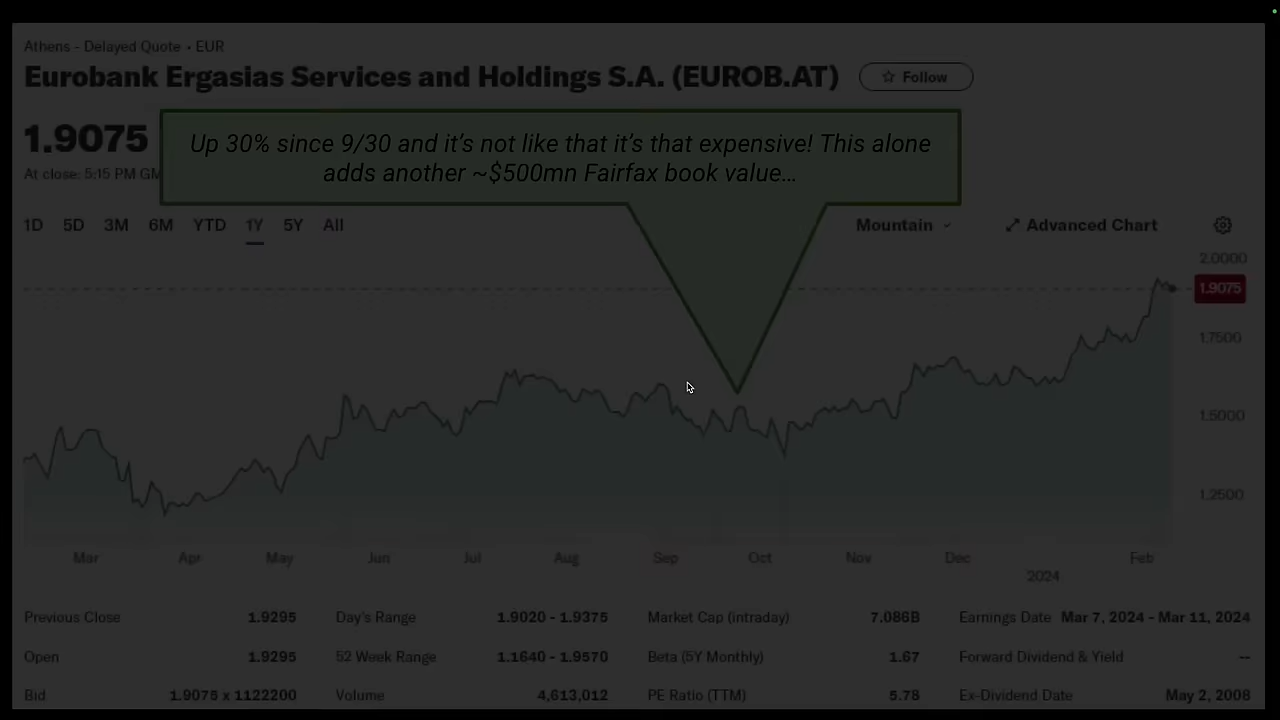 Athens - Delayed Quote • EUR
Eurobank Ergasias Services and Holdings S.A. (EUROB.AT)
Follow
1.9075
Up 30% since 9/30 and it's not like that it's that expensive! This alone
adds another ~$500mn Fairfax book value...
At close: 5:15 PM GM
1D 5D 3M 6M YTD 1Y 5Y All
Mountain
Advanced Chart
2.0000
1.9075
1.7500
1.5000
1.2500
Mar Apr May Jun Jul Aug Sep Oct Nov Dec Feb
2024
Previous Close 1.9295 Day's Range 1.9020 - 1.9375 Market Cap (intraday) 7.086B Earnings Date Mar 7, 2024 - Mar 11, 2024
Open 1.9295 52 Week Range 1.1640 - 1.9570 Beta (5Y Monthly) 1.67 Forward Dividend & Yield --
Bid 1.9075 x 1122200 Volume 4,613,012 PE Ratio (TTM) 5.78 Ex-Dividend Date May 2, 2008